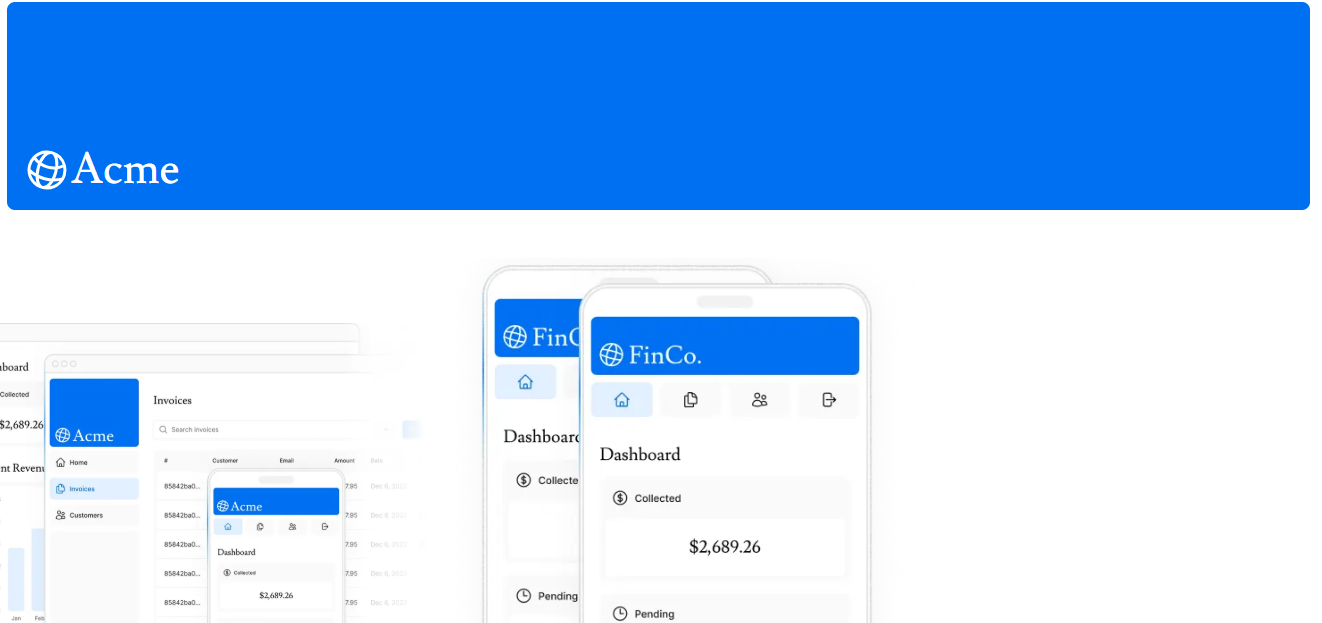 Acme
board
Collected
$2,689.26
nt Revenu
Jan Feb
Acme
Home
Invoices
Customers
Invoices
Search invoices
# Customer Email Amount Date
85842ba0... 7.95 Dec 6, 2022
85842ba0... 7.95 Dec 6, 2022
85842ba0... 7.95 Dec 6, 2022
85842ba0... 7.95 Dec 6, 2022
85842ba0... 7.95 Dec 6, 2022
Acme
Dashboard
Collected
$2,689.26
FinC
Dashboard
Collecte
Pending
FinCo.
Dashboard
Collected
$2,689.26
Pending